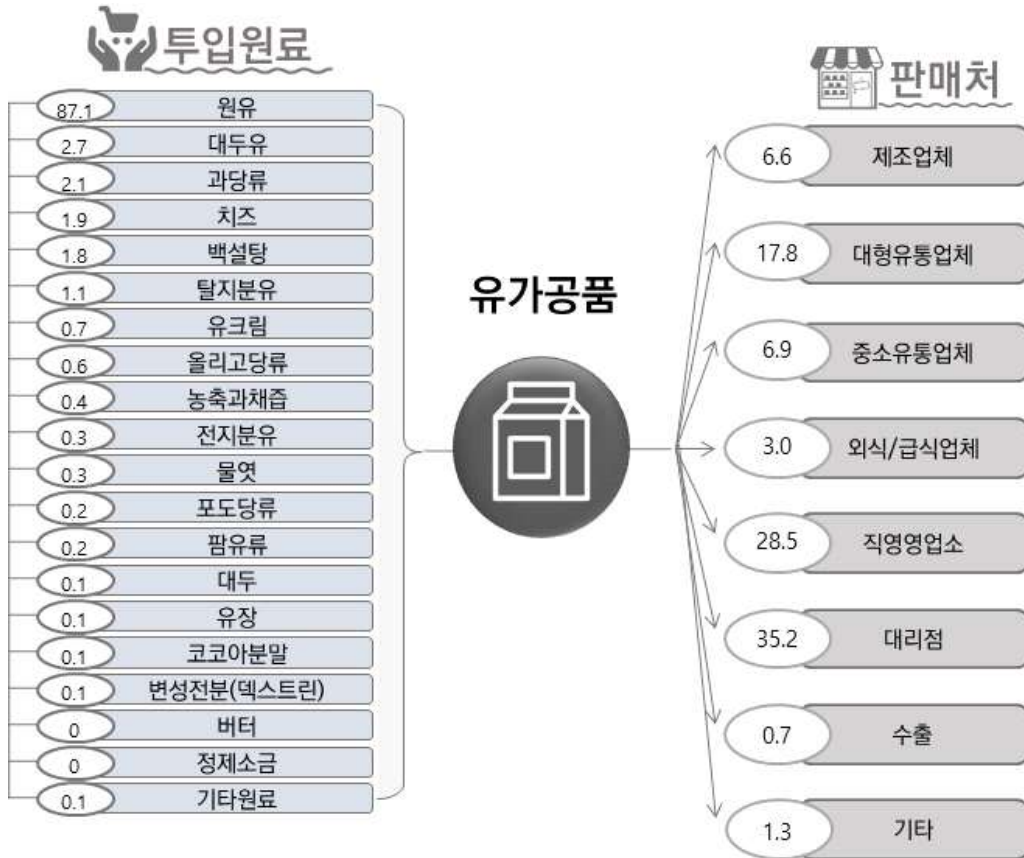 투입원료
87.1 원유
2.7 대두유
2.1 과당류
1.9 치즈
1.8 백설탕
1.1 탈지분유
0.7 유크림
0.6 올리고당류
0.4 농축과채즙
0.3 전지분유
0.3 물엿
0.2 포도당류
0.2 팜유류
0.1 대두
0.1 유장
0.1 코코아분말
0.1 변성전분(덱스트린)
0 버터
0 정제소금
0.1 기타원료
유가공품
판매처
6.6 제조업체
17.8 대형유통업체
6.9 중소유통업체
3.0 외식/급식업체
28.5 직영영업소
35.2 대리점
0.7 수출
1.3 기타